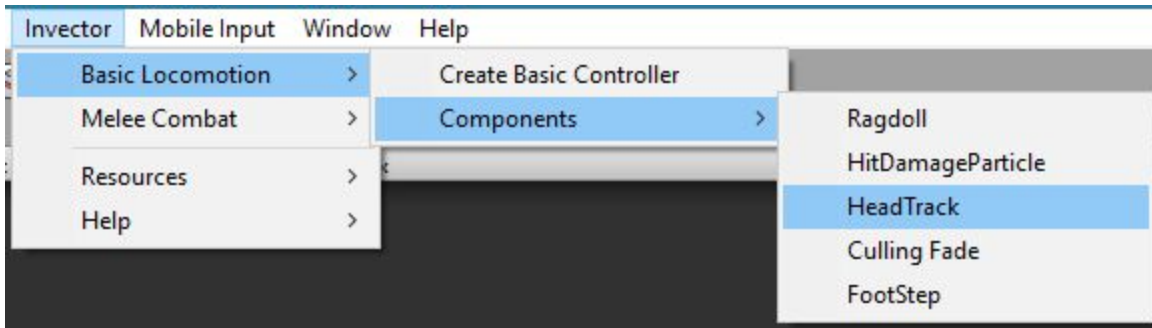 Invector Mobile Input Window Help
Basic Locomotion >
Melee Combat >
Resources >
Help >
Create Basic Controller
Components >
Ragdoll
HitDamageParticle
HeadTrack
Culling Fade
FootStep